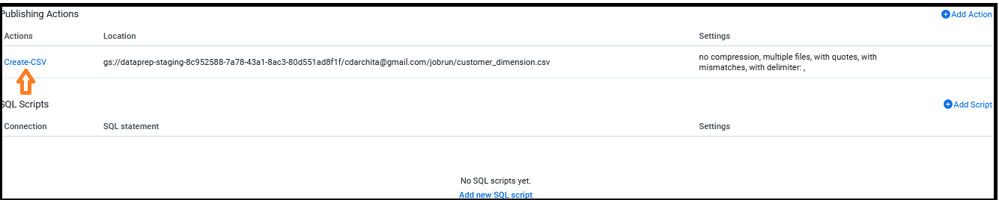 Publishing Actions
Add Action
Actions Location Settings
Create-CSV gs://dataprep-staging-8c952588-7a78-43a1-8ac3-80d551ad8f1f/cdarchita@gmail.com/jobrun/customer_dimension.csv no compression, multiple files, with quotes, with
mismatches, with delimiter: ,
SQL Scripts
Add Script
Connection SQL statement Settings
No SQL scripts yet.
Add new SQL script